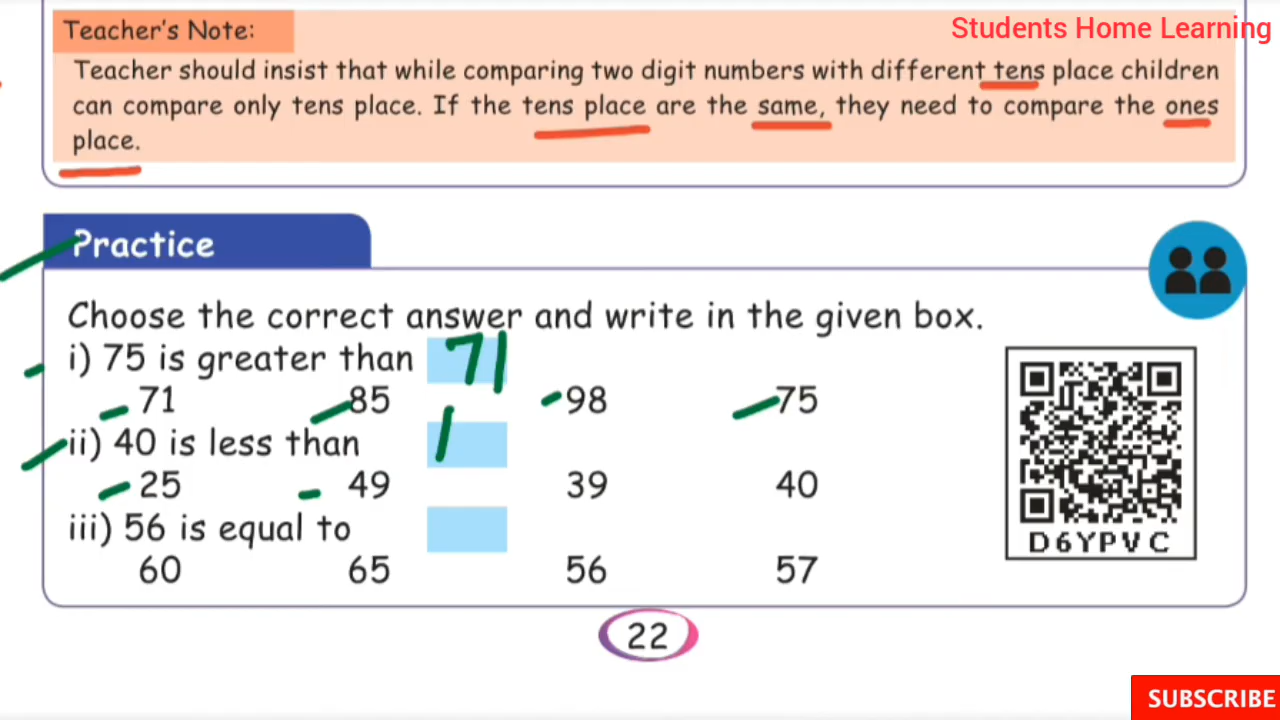 Students Home Learning
Teacher's Note:
Teacher should insist that while comparing two digit numbers with different tens place children
can compare only tens place. If the tens place are the same, they need to compare the ones
place.
Practice
Choose the correct answer and write in the given box.
i) 75 is greater than 71
71 85 98 75
ii) 40 is less than
25 49 39 40
iii) 56 is equal to
60 65 56 57
D6YPVC
22
SUBSCRIBE